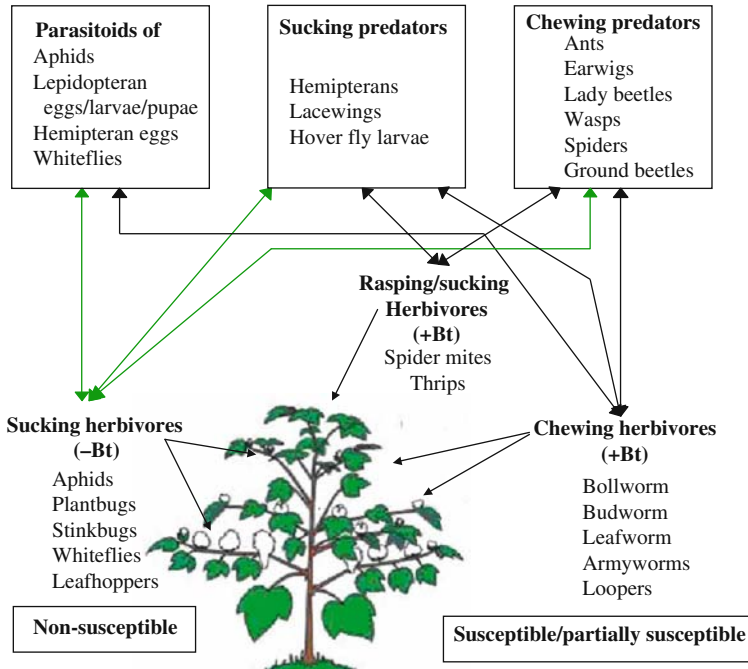 Parasitoids of
Aphids
Lepidopteran
eggs/larvae/pupae
Hemipteran eggs
Whiteflies
Sucking predators
Hemipterans
Lacewings
Hover fly larvae
Chewing predators
Ants
Earwigs
Lady beetles
Wasps
Spiders
Ground beetles
Rasping/sucking
Herbivores
(+Bt)
Spider mites
Thrips
Sucking herbivores
(–Bt)
Aphids
Plantbugs
Stinkbugs
Whiteflies
Leafhoppers
Non-susceptible
Chewing herbivores
(+Bt)
Bollworm
Budworm
Leafworm
Armyworms
Loopers
Susceptible/partially susceptible